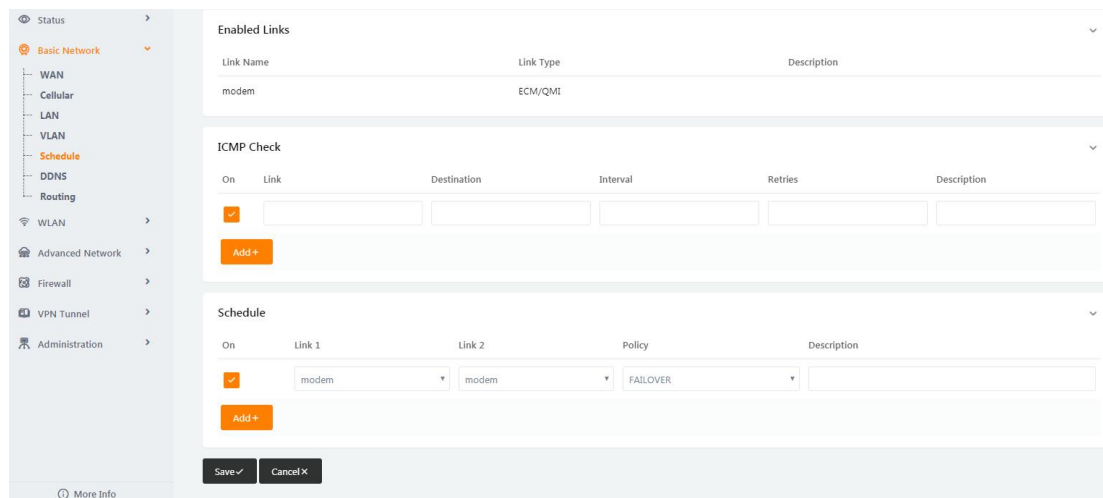 Status
Basic Network
WAN
Cellular
LAN
VLAN
Schedule
DDNS
Routing
WLAN
Advanced Network
Firewall
VPN Tunnel
Administration
More Info
Enabled Links
Link Name Link Type Description
modem ECM/QMI
ICMP Check
On Link Destination Interval Retries Description
Add+
Schedule
On Link 1 Link 2 Policy Description
modem modem FAILOVER
Add+
Save Cancel